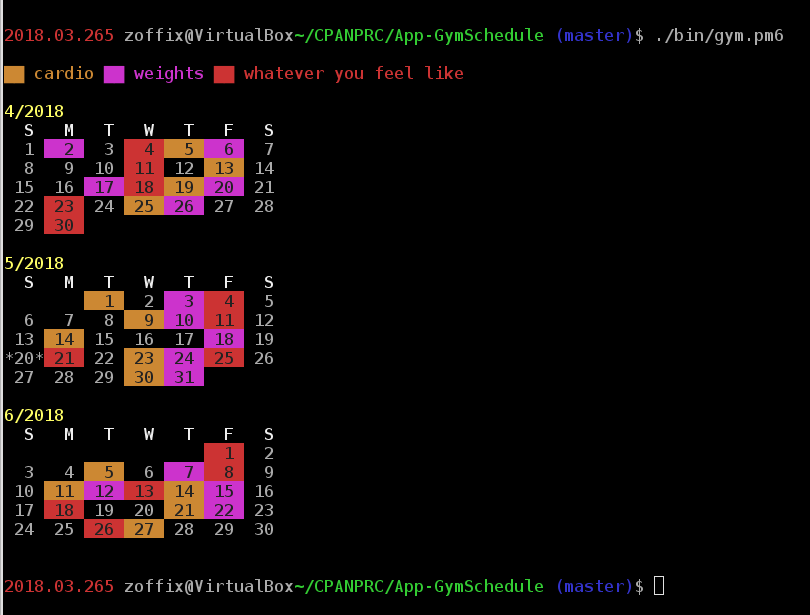 2018.03.265 zoffix@VirtualBox~/CPANPRC/App-GymSchedule (master)$ ./bin/gym.pm6
cardio weights whatever you feel like
4/2018
S M T W T F S
1 2 3 4 5 6 7
8 9 10 11 12 13 14
15 16 17 18 19 20 21
22 23 24 25 26 27 28
29 30
5/2018
S M T W T F S
1 2 3 4 5
6 7 8 9 10 11 12
13 14 15 16 17 18 19
*20* 21 22 23 24 25 26
27 28 29 30 31
6/2018
S M T W T F S
1 2
3 4 5 6 7 8 9
10 11 12 13 14 15 16
17 18 19 20 21 22 23
24 25 26 27 28 29 30
2018.03.265 zoffix@VirtualBox~/CPANPRC/App-GymSchedule (master)$